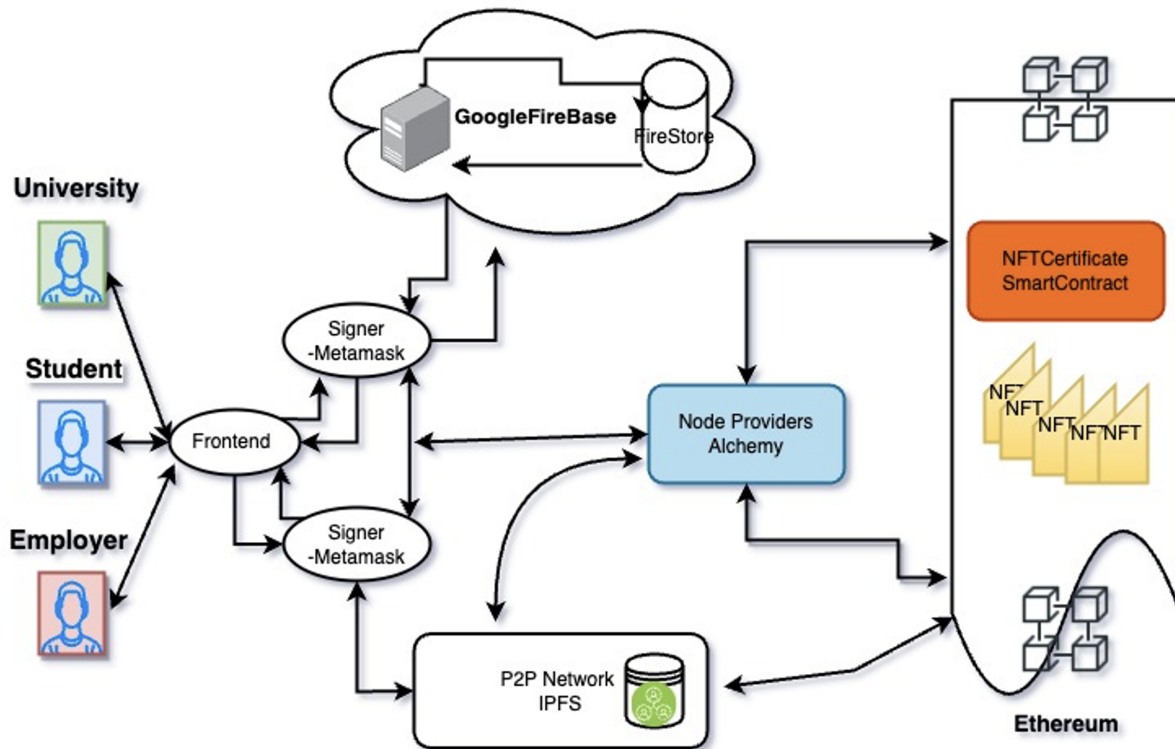 GoogleFireBase
FireStore
University
Student
Employer
Frontend
Signer
-Metamask
Signer
-Metamask
Node Providers
Alchemy
P2P Network
IPFS
NFTCertificate
SmartContract
NFT
NFT
NFT
NFT
NFT
Ethereum